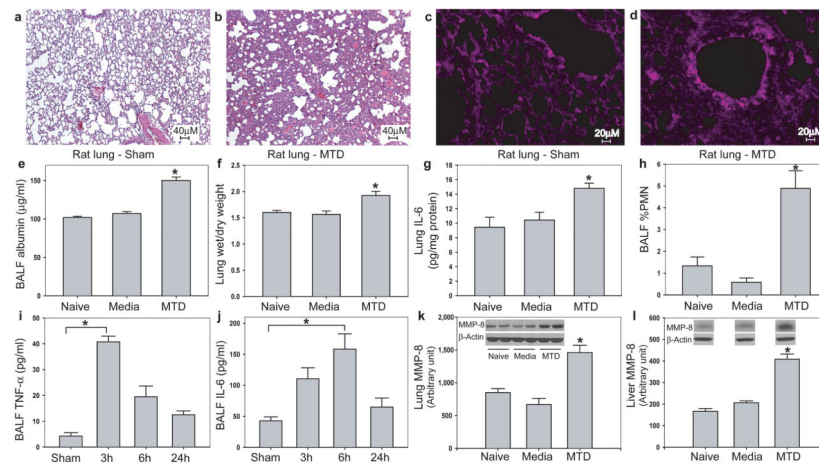 a b c d
40μM 40μM 20μM 20μM
Rat lung - Sham Rat lung - MTD Rat lung - Sham Rat lung - MTD
e
BALF albumin (μg/ml)
150
100
50
0
Naive Media MTD
*
f
Lung wet/dry weight
2.5
2.0
1.5
1.0
0.5
0.0
Naive Media MTD
*
g
Lung IL-6
(pg/mg protein)
18
16
14
12
10
8
6
4
2
0
Naive Media MTD
*
h
BALF %PMN
6
5
4
3
2
1
0
Naive Media MTD
*
i
BALF TNF-α (pg/ml)
50
40
30
20
10
0
Sham 3h 6h 24h
*
j
BALF IL-6 (pg/ml)
200
150
100
50
0
Sham 3h 6h 24h
*
k
Lung MMP-8
(Arbitrary unit)
2,000
1,500
1,000
500
0
MMP-8
β-Actin
Naive Media MTD
*
Naive Media MTD
l
Liver MMP-8
(Arbitrary unit)
800
600
400
200
0
MMP-8
β-Actin
*
Naive Media MTD